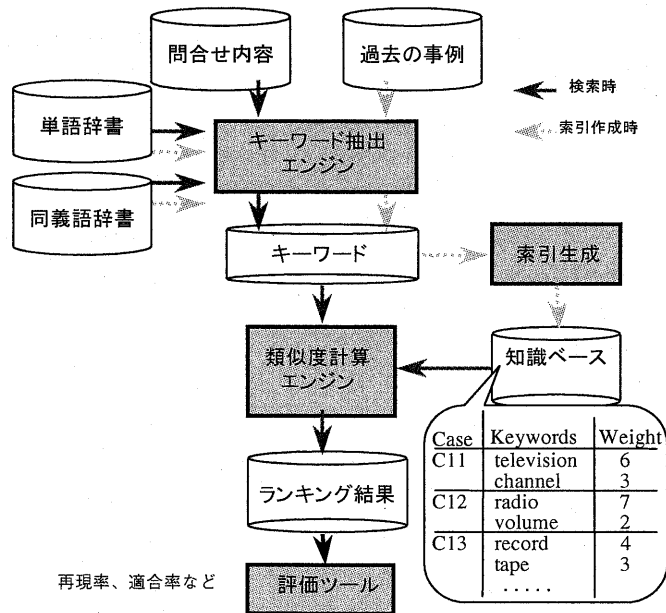 問合せ内容
過去の事例
検索時
単語辞書
索引作成時
キーワード抽出
エンジン
同義語辞書
キーワード
索引生成
類似度計算
エンジン
知識ベース
Case Keywords Weight
C11 television 6
channel 3
C12 radio 7
volume 2
C13 record 4
tape 3
. . . . .
ランキング結果
再現率、適合率など
評価ツール